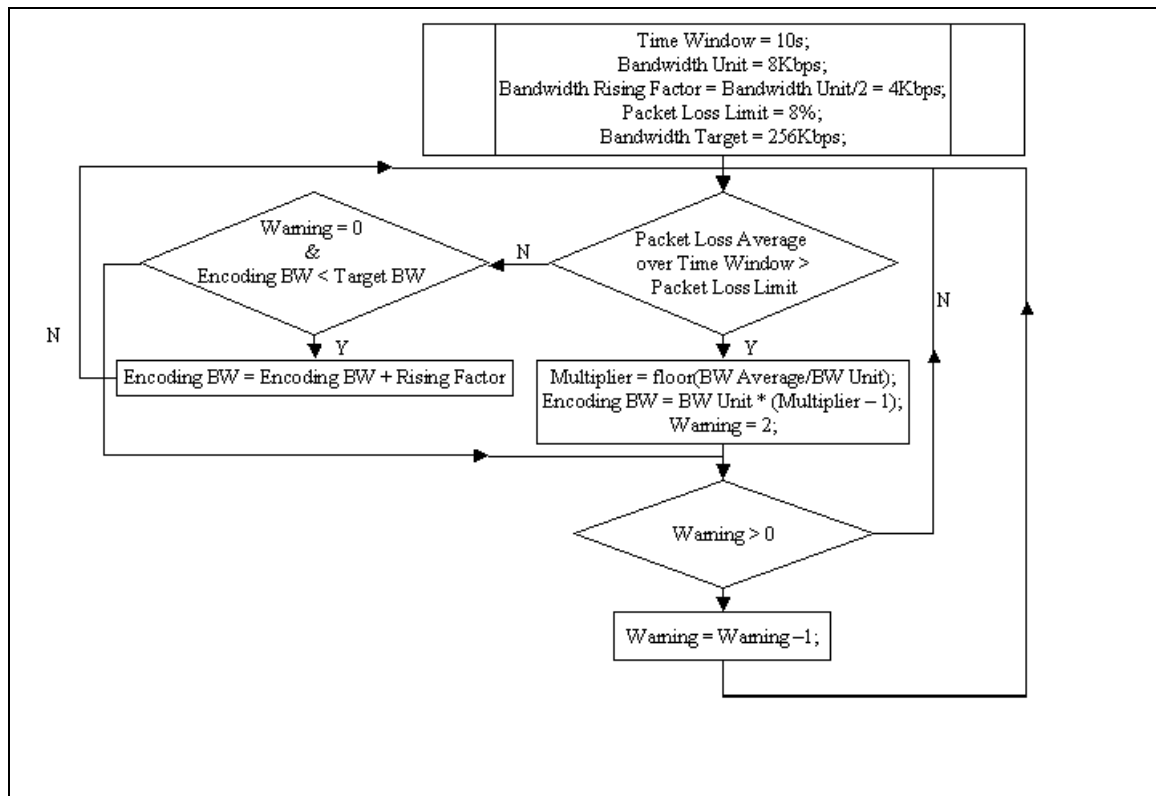 Time Window = 10s;
Bandwidth Unit = 8Kbps;
Bandwidth Rising Factor = Bandwidth Unit/2 = 4Kbps;
Packet Loss Limit = 8%;
Bandwidth Target = 256Kbps;
Warning = 0
&
Encoding BW < Target BW
N
Packet Loss Average
over Time Window >
Packet Loss Limit
N
N
Y
Y
Encoding BW = Encoding BW + Rising Factor
Multiplier = floor(BW Average/BW Unit);
Encoding BW = BW Unit * (Multiplier – 1);
Warning = 2;
Warning > 0
Warning = Warning –1;